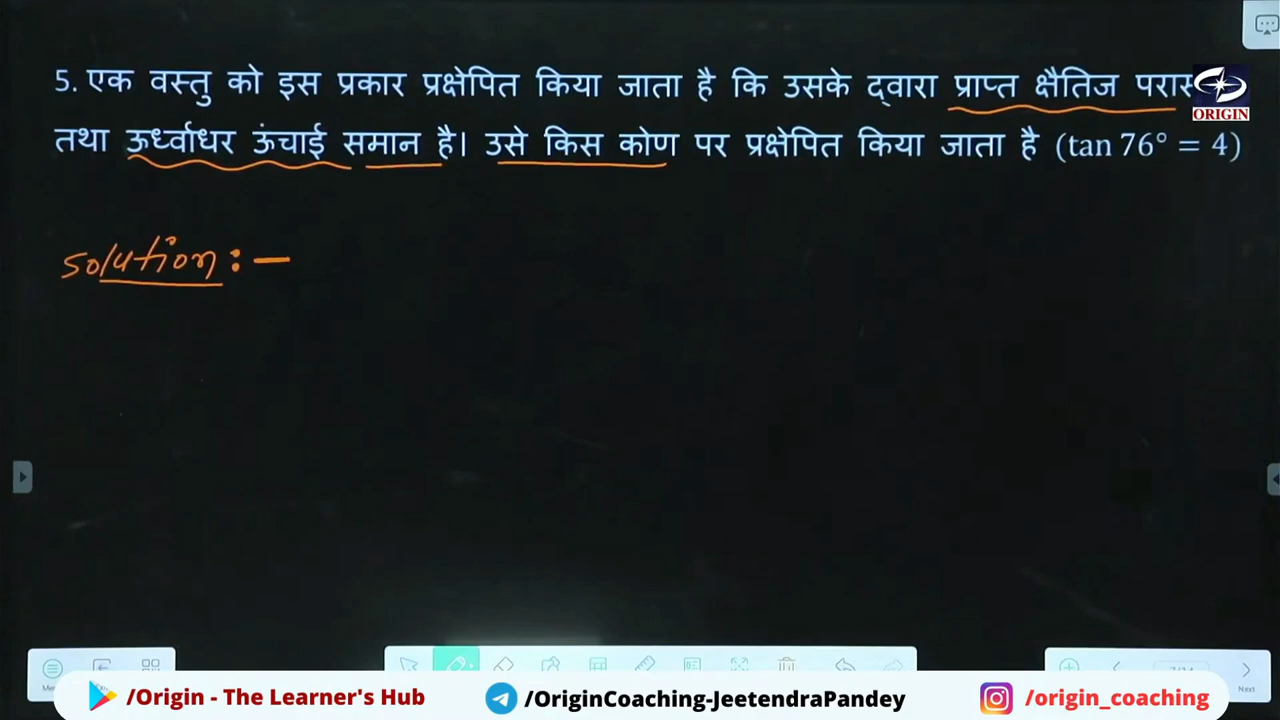 5. एक वस्तु को इस प्रकार प्रक्षेपित किया जाता है कि उसके द्वारा प्राप्त क्षैतिज परास
तथा ऊर्ध्वाधर ऊंचाई समान है। उसे किस कोण पर प्रक्षेपित किया जाता है (tan 76° = 4)
ORIGIN
Solution :-
Next
/Origin - The Learner's Hub
/OriginCoaching-JeetendraPandey
/origin_coaching